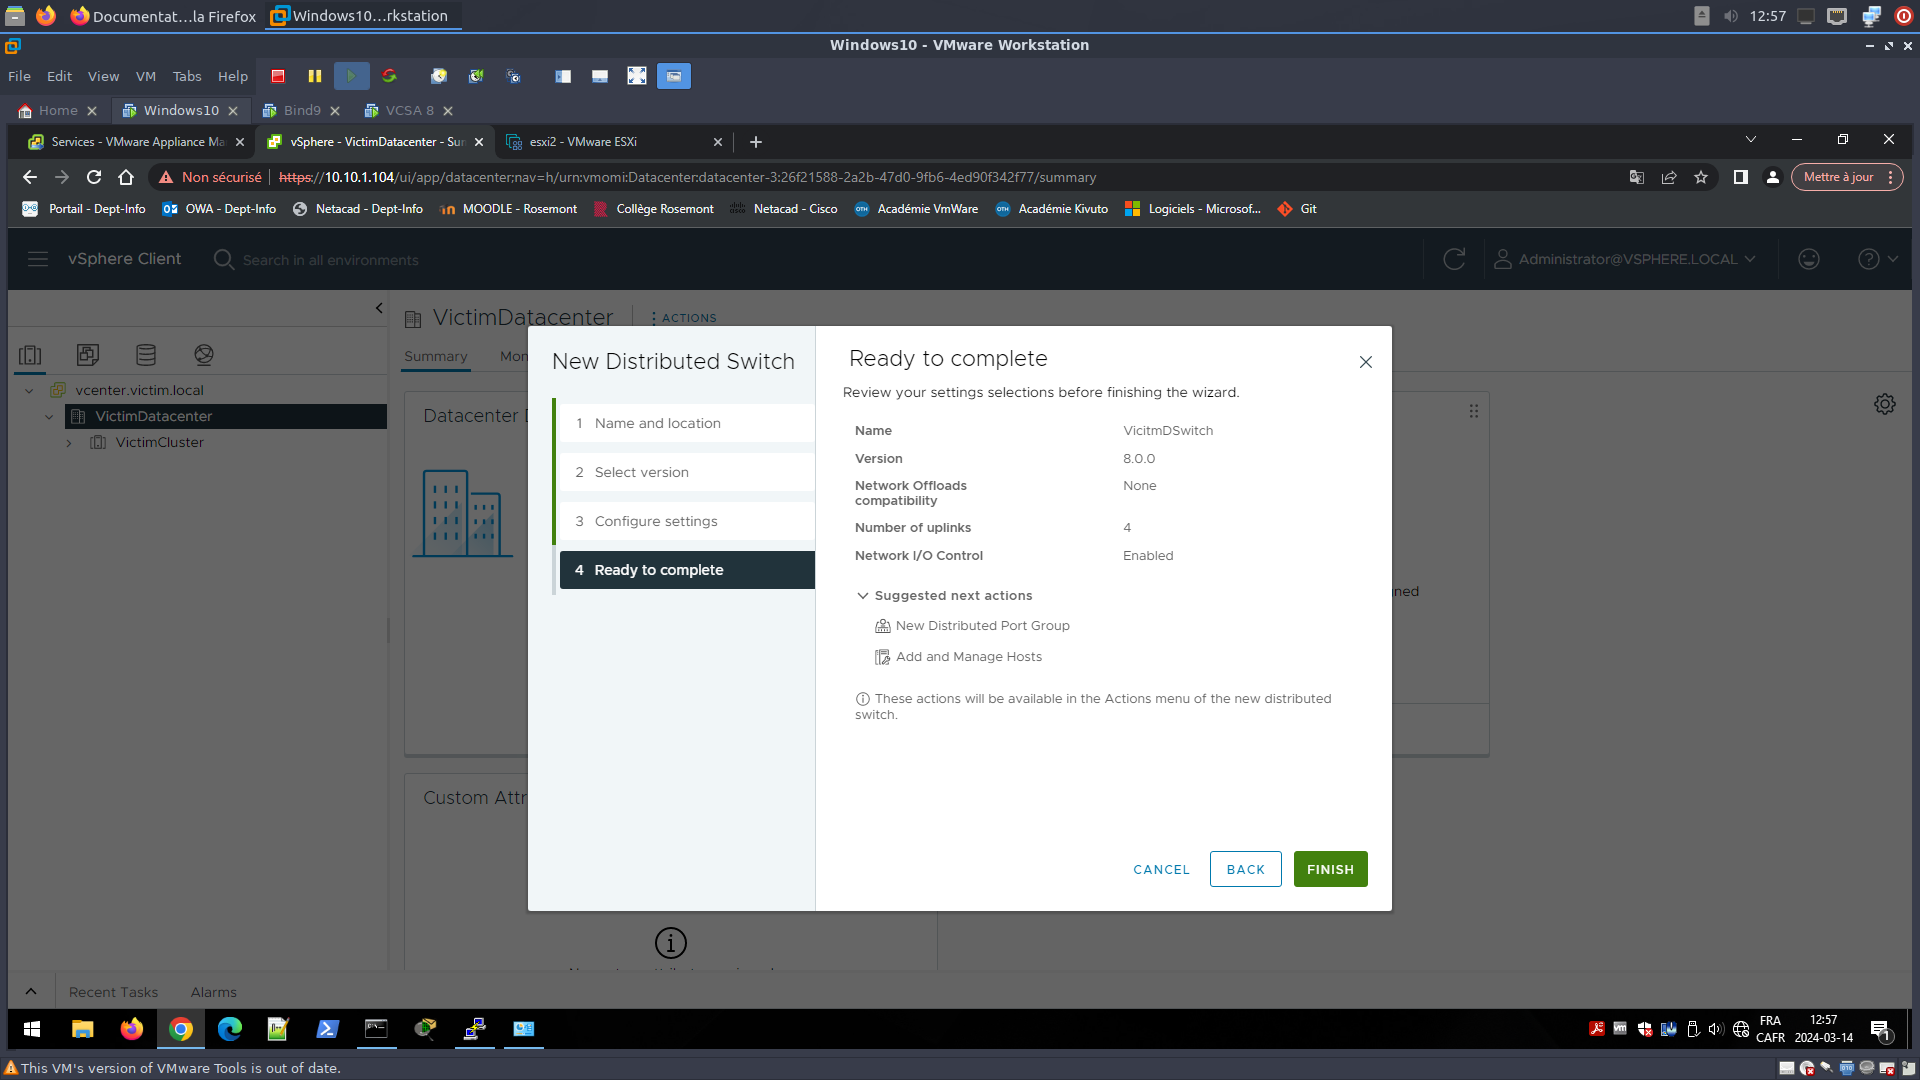 Documentat...la Firefox
Windows10...rkstation
12:57
Windows10 - VMware Workstation
File Edit View VM Tabs Help
Home
Windows10
Bind9
VCSA 8
Services - VMware Appliance Ma
vSphere - VictimDatacenter - Sum
esxi2 - VMware ESXi
Non sécurisé
https://10.10.1.104/ui/app/datacenter;nav=h/urn:vmomi:Datacenter:datacenter-3:26f21588-2a2b-47d0-9fb6-4ed90f342f77/summary
Mettre à jour
Portail - Dept-Info
OWA - Dept-Info
Netacad - Dept-Info
MOODLE - Rosemont
Collège Rosemont
Netacad - Cisco
Académie VmWare
Académie Kivuto
Logiciels - Microsof...
Git
vSphere Client
Search in all environments
Administrator@VSPHERE.LOCAL
VictimDatacenter
ACTIONS
Summary
Mon
vcenter.victim.local
VictimDatacenter
VictimCluster
Datacenter D
Custom Attr
ned
New Distributed Switch
1 Name and location
2 Select version
3 Configure settings
4 Ready to complete
Ready to complete
Review your settings selections before finishing the wizard.
Name VicitmDSwitch
Version 8.0.0
Network Offloads compatibility None
Number of uplinks 4
Network I/O Control Enabled
Suggested next actions
New Distributed Port Group
Add and Manage Hosts
These actions will be available in the Actions menu of the new distributed
switch.
CANCEL
BACK
FINISH
Recent Tasks
Alarms
FRA
CAFR
12:57
2024-03-14
1
This VM's version of VMware Tools is out of date.